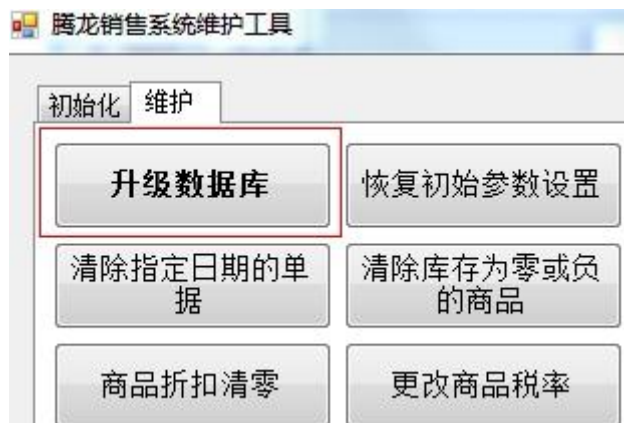 腾龙销售系统维护工具
初始化 维护
升级数据库 恢复初始参数设置
清除指定日期的单
据
清除库存为零或负
的商品
商品折扣清零 更改商品税率